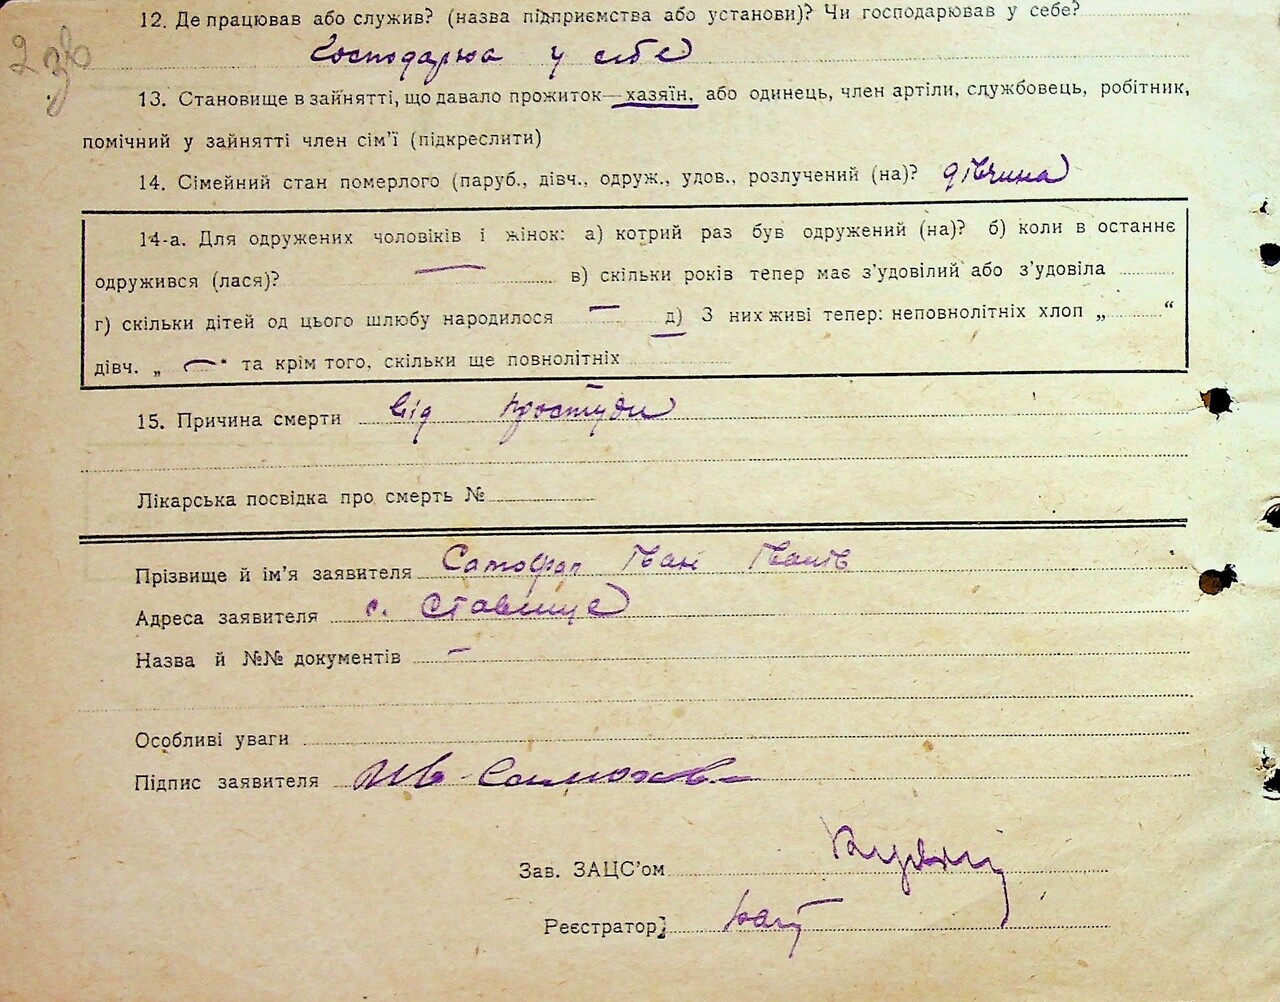 2 зв
12. Де працював або служив? (назва підприємства або установи)? Чи господарював у себе?
Господарюа у себе
13. Становище в зайнятті, що давало прожиток—хазяїн, або одинець, член артіли, службовець, робітник,
помічний у зайнятті член сім'ї (підкреслити)
14. Сімейний стан померлого (паруб., дівч., одруж., удов., розлучений (на)? дівчина
14-а. Для одружених чоловіків і жінок: а) котрий раз був одружений (на)? б) коли в останнє
одружився (лася)? — в) скільки років тепер має з'удовілий або з'удовіла
г) скільки дітей од цього шлюбу народилося — д) З них живі тепер: неповнолітніх хлоп „ “
дівч. „ — “ та крім того, скільки ще повнолітніх
15. Причина смерти від простуди
Лікарська посвідка про смерть №
Прізвище й ім'я заявителя Іван
Адреса заявителя с. Ставище
Назва й №№ документів —
Особливі уваги
Підпис заявителя Ив
Зав. ЗАЦС'ом
Реєстратор